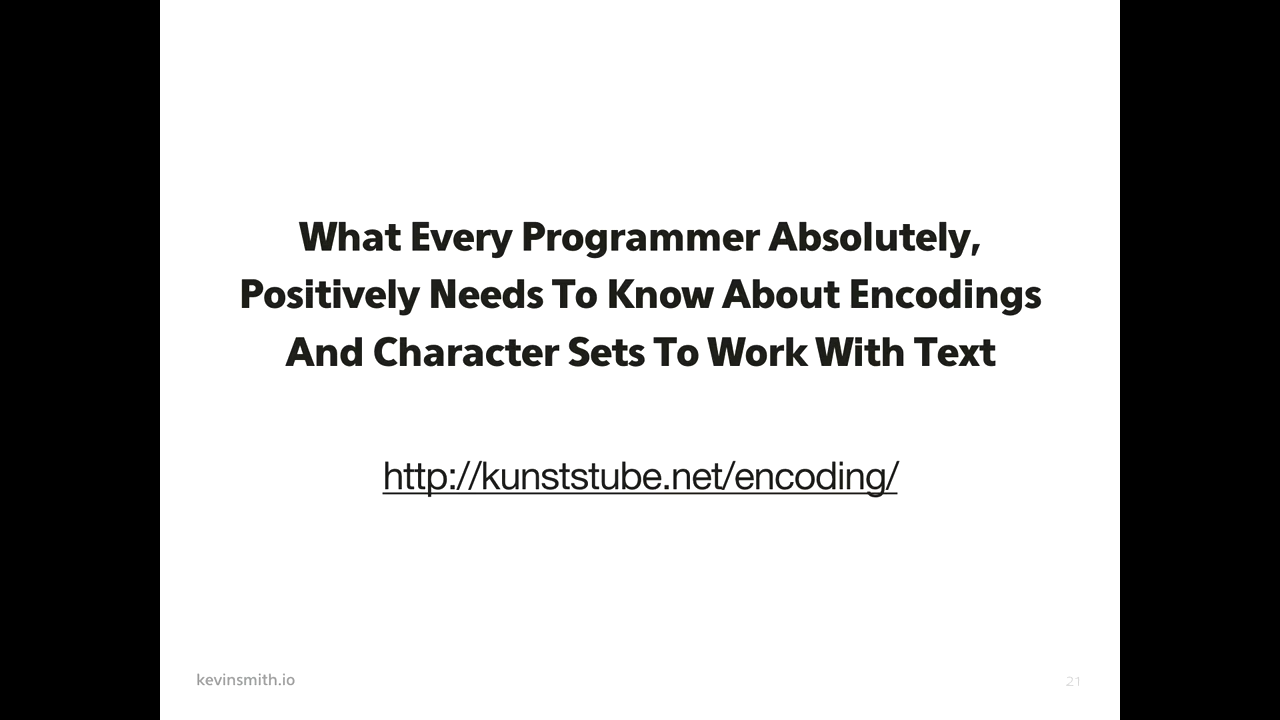 What Every Programmer Absolutely,
Positively Needs To Know About Encodings
And Character Sets To Work With Text
http://kunststube.net/encoding/
kevinsmith.io
21